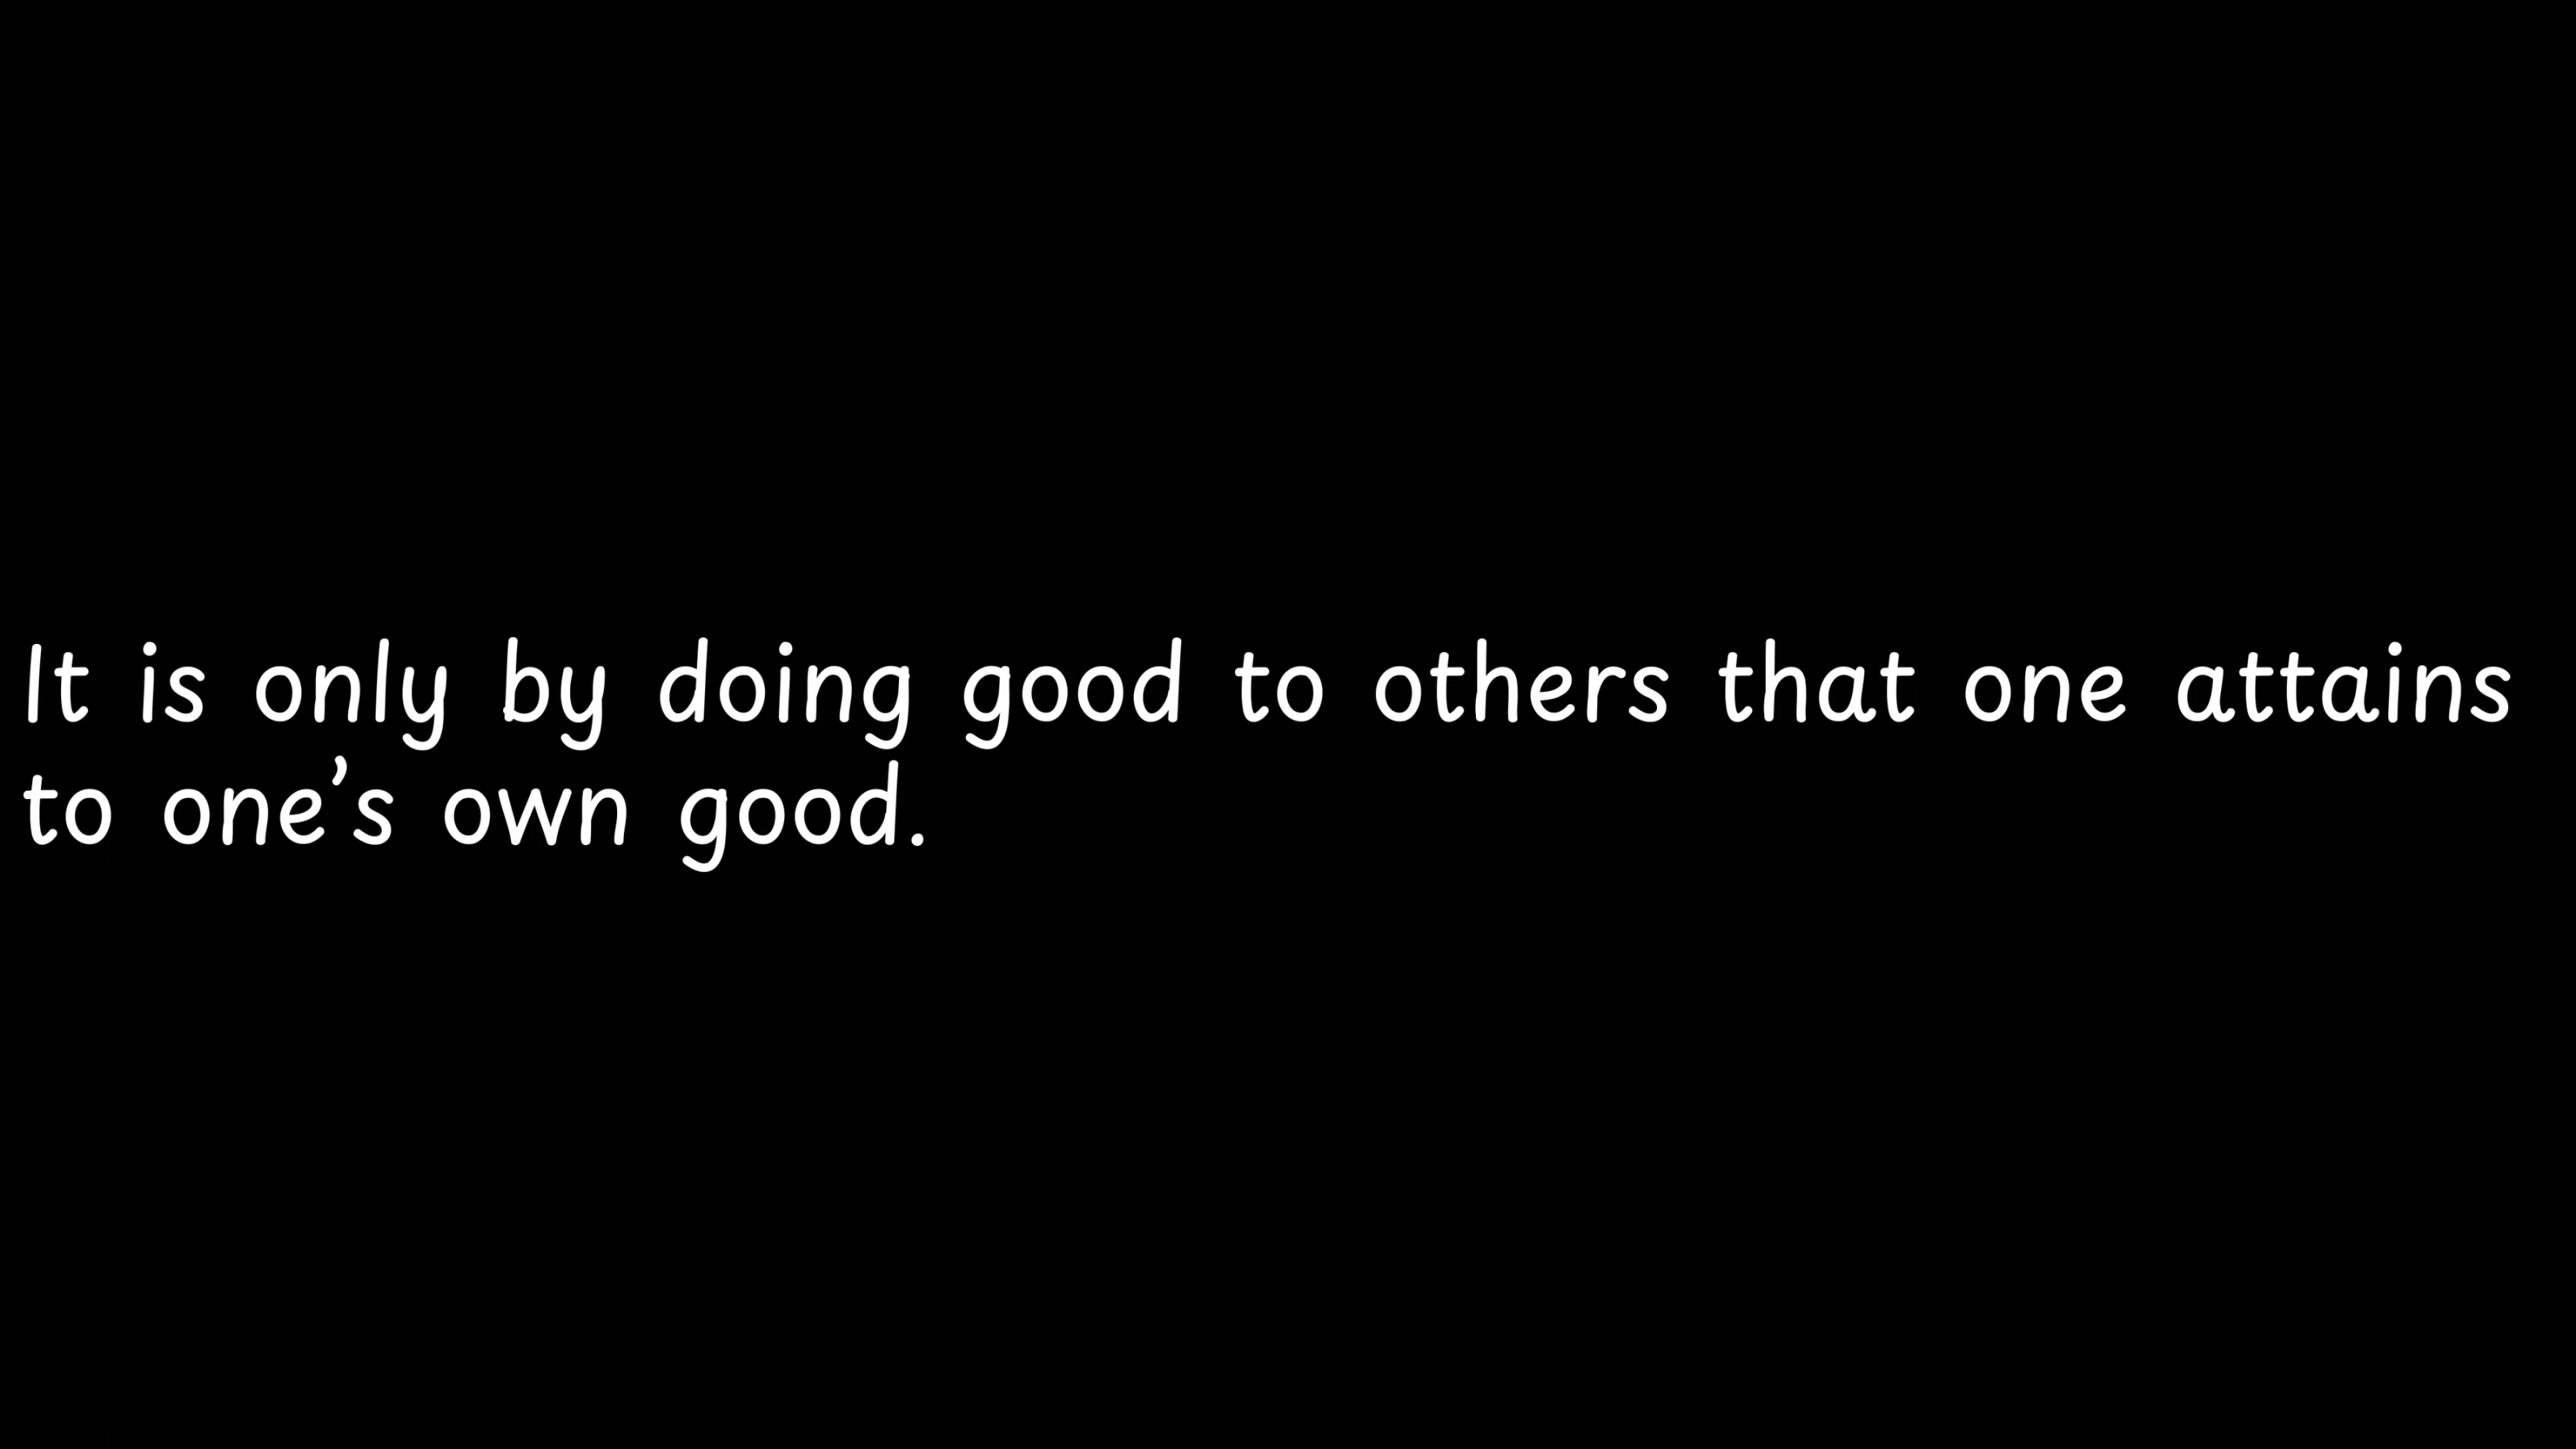 It is only by doing good to others that one attains
to one’s own good.